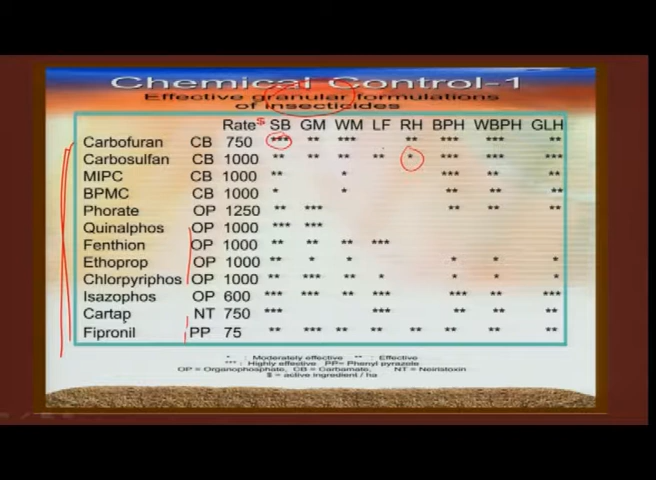 Chemical Control-1
Effective granular formulations
of insecticides
Rate$ SB GM WM LF RH BPH WBPH GLH
Carbofuran CB 750 *** ** *** ** *** ** ***
Carbosulfan CB 1000 ** ** ** ** * *** *** ***
MIPC CB 1000 ** * *** ** **
BPMC CB 1000 * * ** ** **
Phorate OP 1250 ** *** ** ** **
Quinalphos OP 1000 *** ***
Fenthion OP 1000 ** ** ** ***
Ethoprop OP 1000 ** * * * * *
Chlorpyriphos OP 1000 ** *** ** * * * *
Isazophos OP 600 *** *** ** *** *** ** ***
Cartap NT 750 *** *** ** ** **
Fipronil PP 75 ** *** ** ** ** ** ** **
* : Moderately effective ** : Effective
*** : Highly effective PP= Phenyl pyrazole
OP = Organophosphate, CB = Carbamate, NT = Neiristoxin
$ = active ingredient / ha